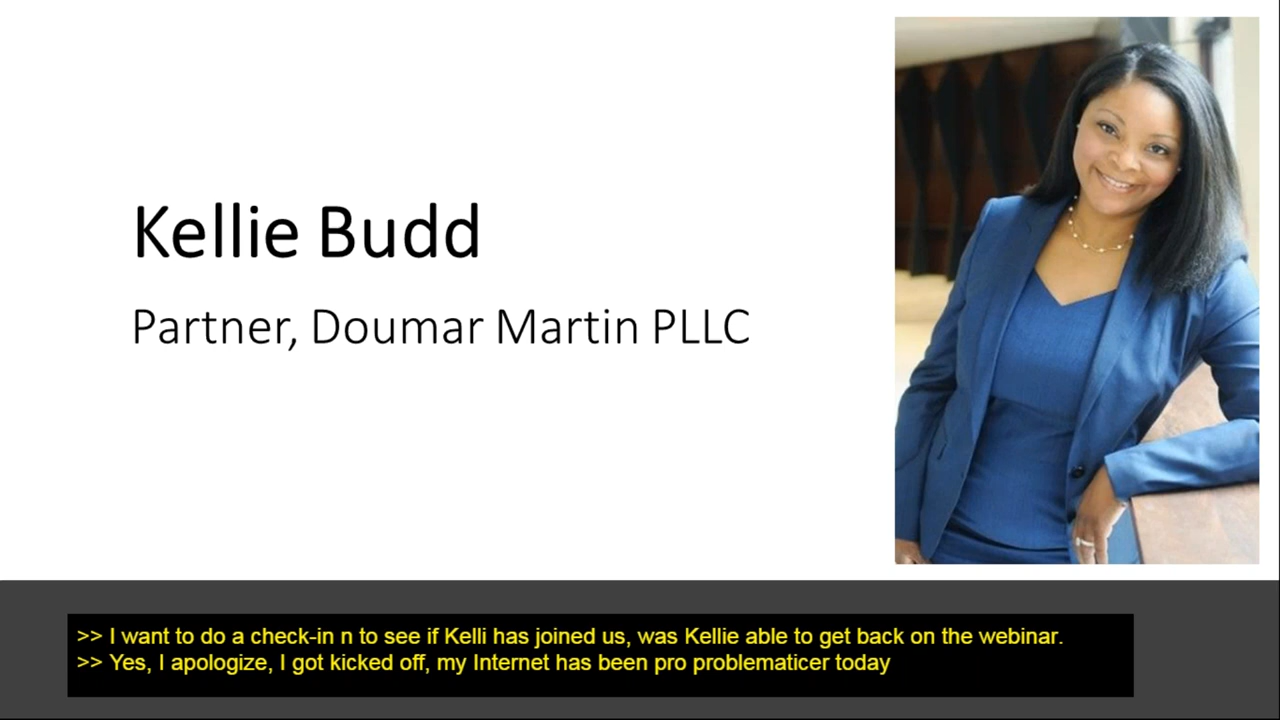 Kellie Budd
Partner, Doumar Martin PLLC
>> I want to do a check-in n to see if Kelli has joined us, was Kellie able to get back on the webinar.
>> Yes, I apologize, I got kicked off, my Internet has been pro problematicer today